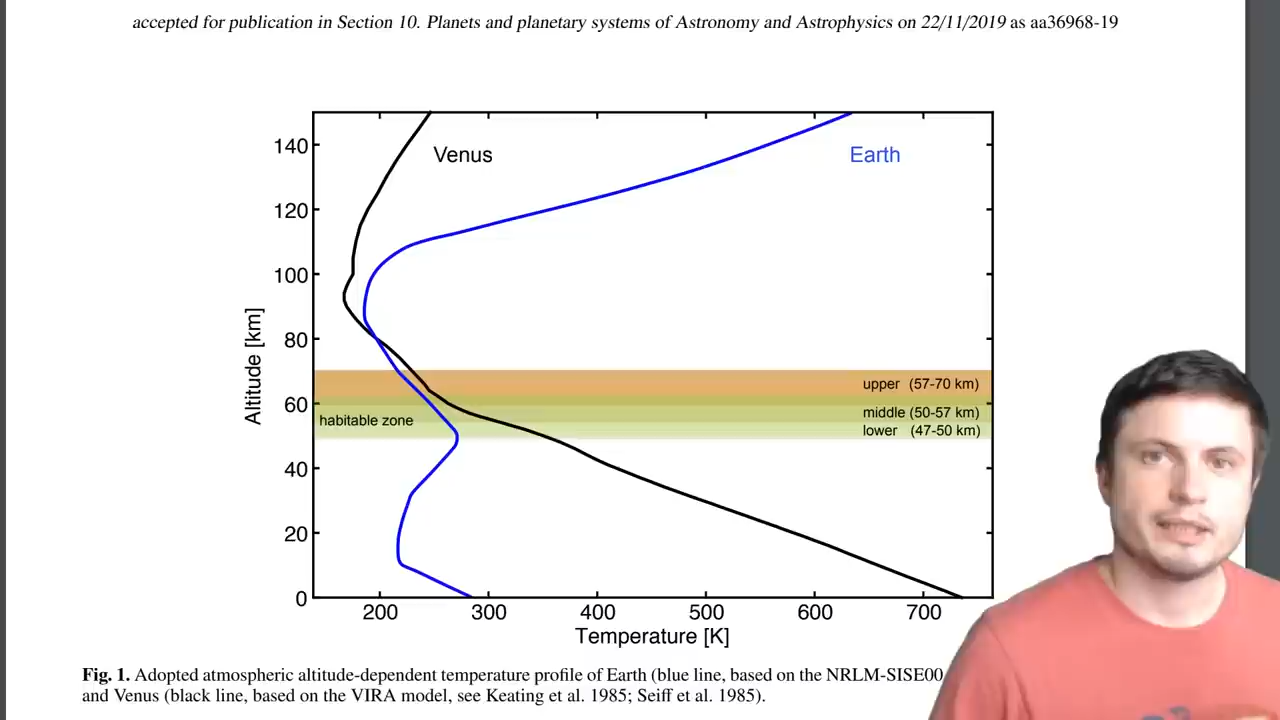 accepted for publication in Section 10. Planets and planetary systems of Astronomy and Astrophysics on 22/11/2019 as aa36968-19
Venus
Earth
140
120
100
80
60
40
20
0
Altitude [km]
upper (57-70 km)
middle (50-57 km)
lower (47-50 km)
habitable zone
200 300 400 500 600 700
Temperature [K]
Fig. 1. Adopted atmospheric altitude-dependent temperature profile of Earth (blue line, based on the NRLM-SISE00
and Venus (black line, based on the VIRA model, see Keating et al. 1985; Seiff et al. 1985).